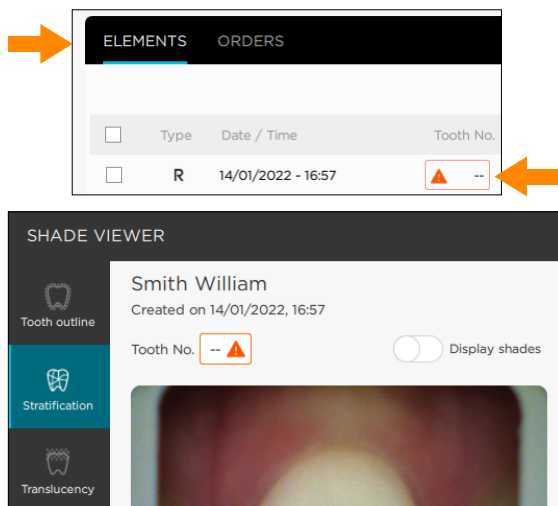 ELEMENTS ORDERS
Type Date / Time Tooth No.
R 14/01/2022 - 16:57 --
SHADE VIEWER
Smith William
Created on 14/01/2022, 16:57
Tooth No. -- Display shades
Tooth outline
Stratification
Translucency